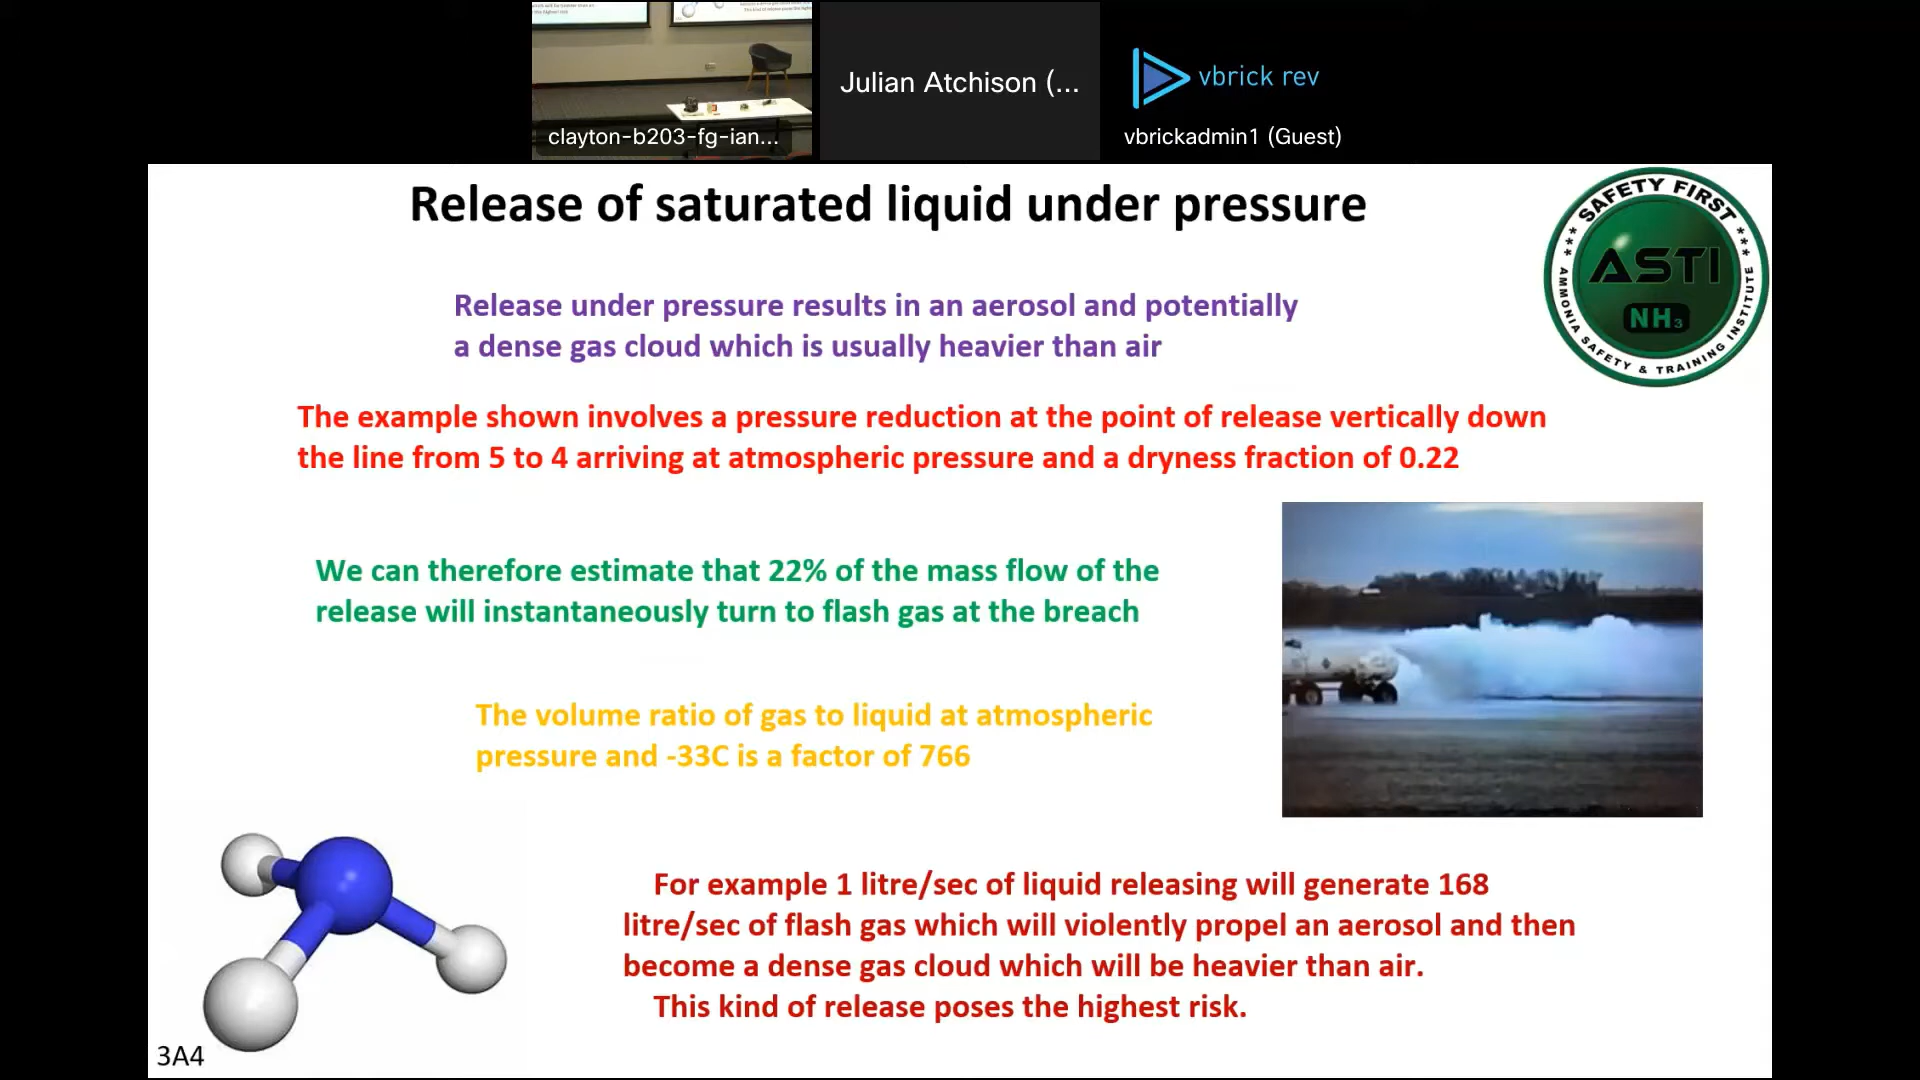 clayton-b203-fg-ian...
Julian Atchison (...
vbrick rev
vbrickadmin1 (Guest)
Release of saturated liquid under pressure
SAFETY FIRST
ASTI
NH₃
AMMONIA SAFETY & TRAINING INSTITUTE
Release under pressure results in an aerosol and potentially
a dense gas cloud which is usually heavier than air
The example shown involves a pressure reduction at the point of release vertically down
the line from 5 to 4 arriving at atmospheric pressure and a dryness fraction of 0.22
We can therefore estimate that 22% of the mass flow of the
release will instantaneously turn to flash gas at the breach
The volume ratio of gas to liquid at atmospheric
pressure and -33C is a factor of 766
For example 1 litre/sec of liquid releasing will generate 168
litre/sec of flash gas which will violently propel an aerosol and then
become a dense gas cloud which will be heavier than air.
This kind of release poses the highest risk.
3A4